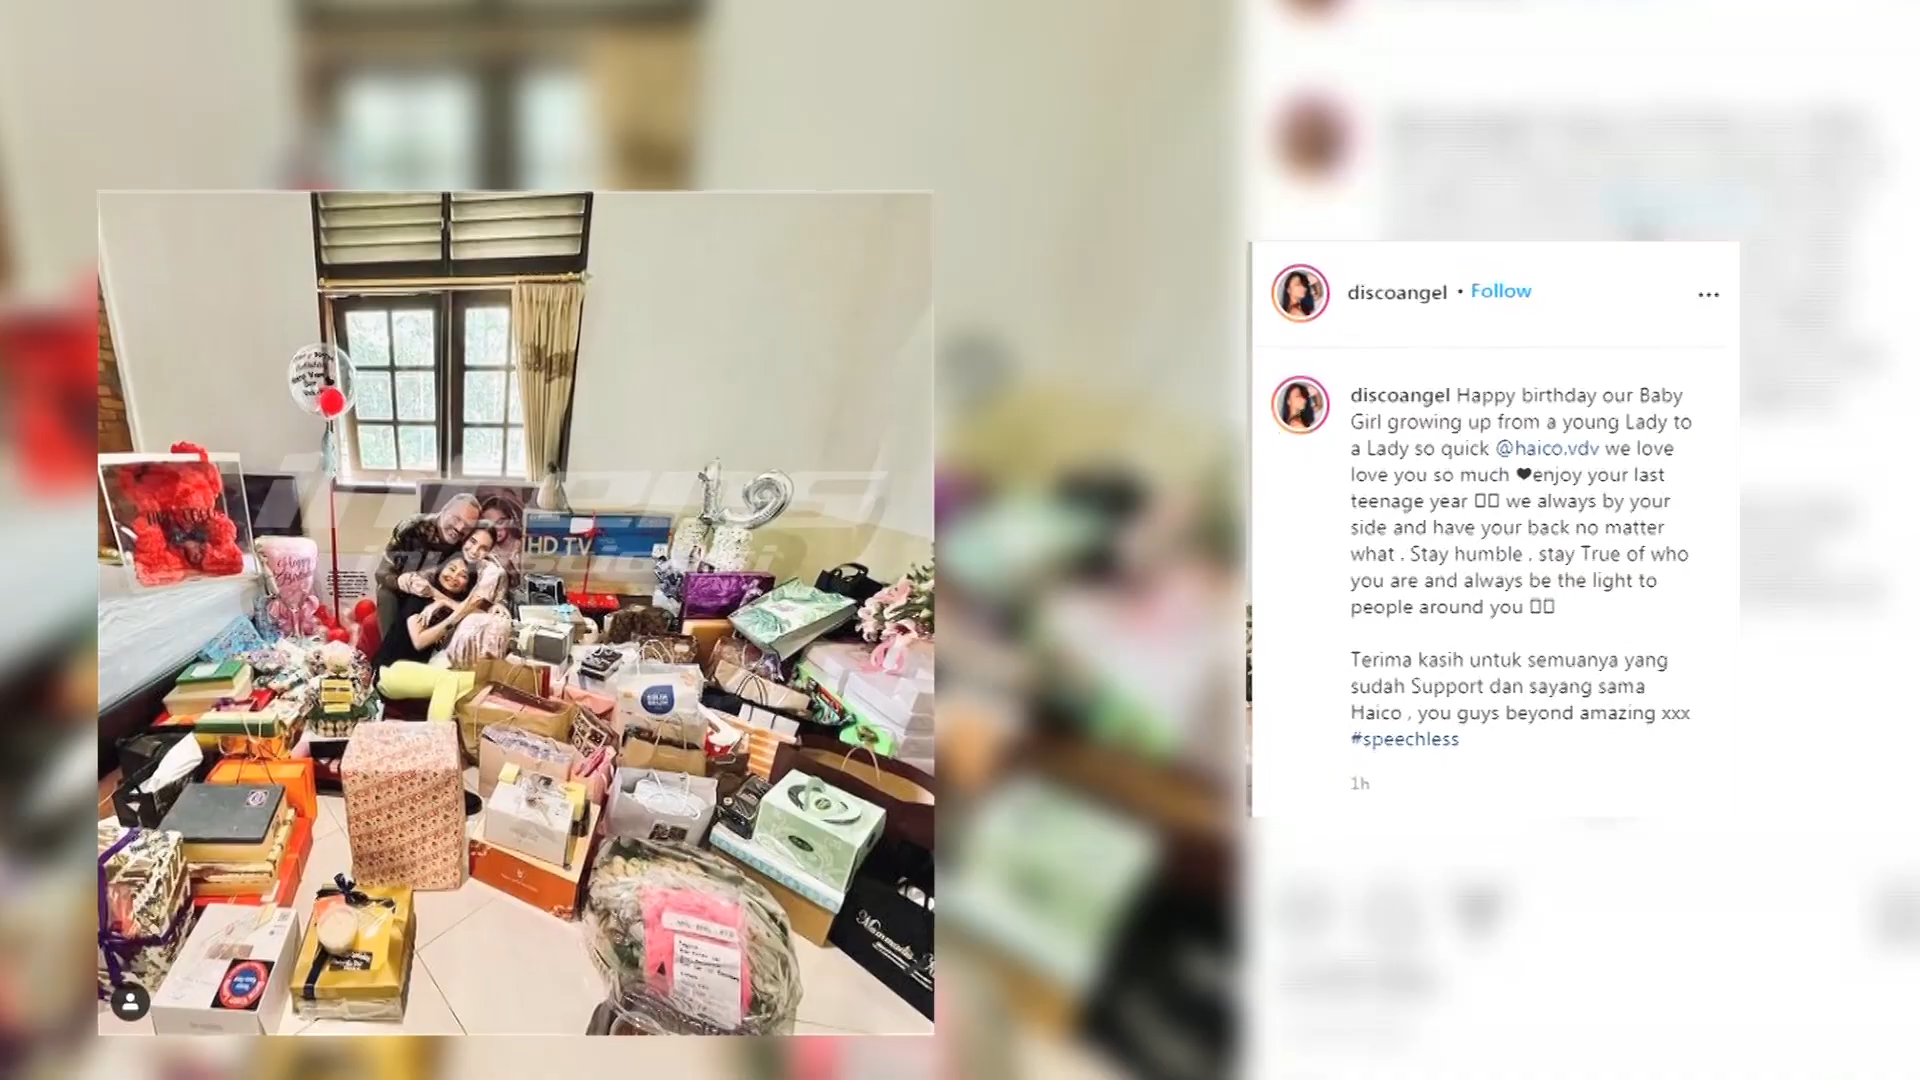 HD TV
19
Intens
investigasi
discoangel • Follow
discoangel Happy birthday our Baby
Girl growing up from a young Lady to
a Lady so quick @haico.vdv we love
love you so much ❤enjoy your last
teenage year □□ we always by your
side and have your back no matter
what . Stay humble . stay True of who
you are and always be the light to
people around you □□
Terima kasih untuk semuanya yang
sudah Support dan sayang sama
Haico , you guys beyond amazing xxx
#speechless
1h